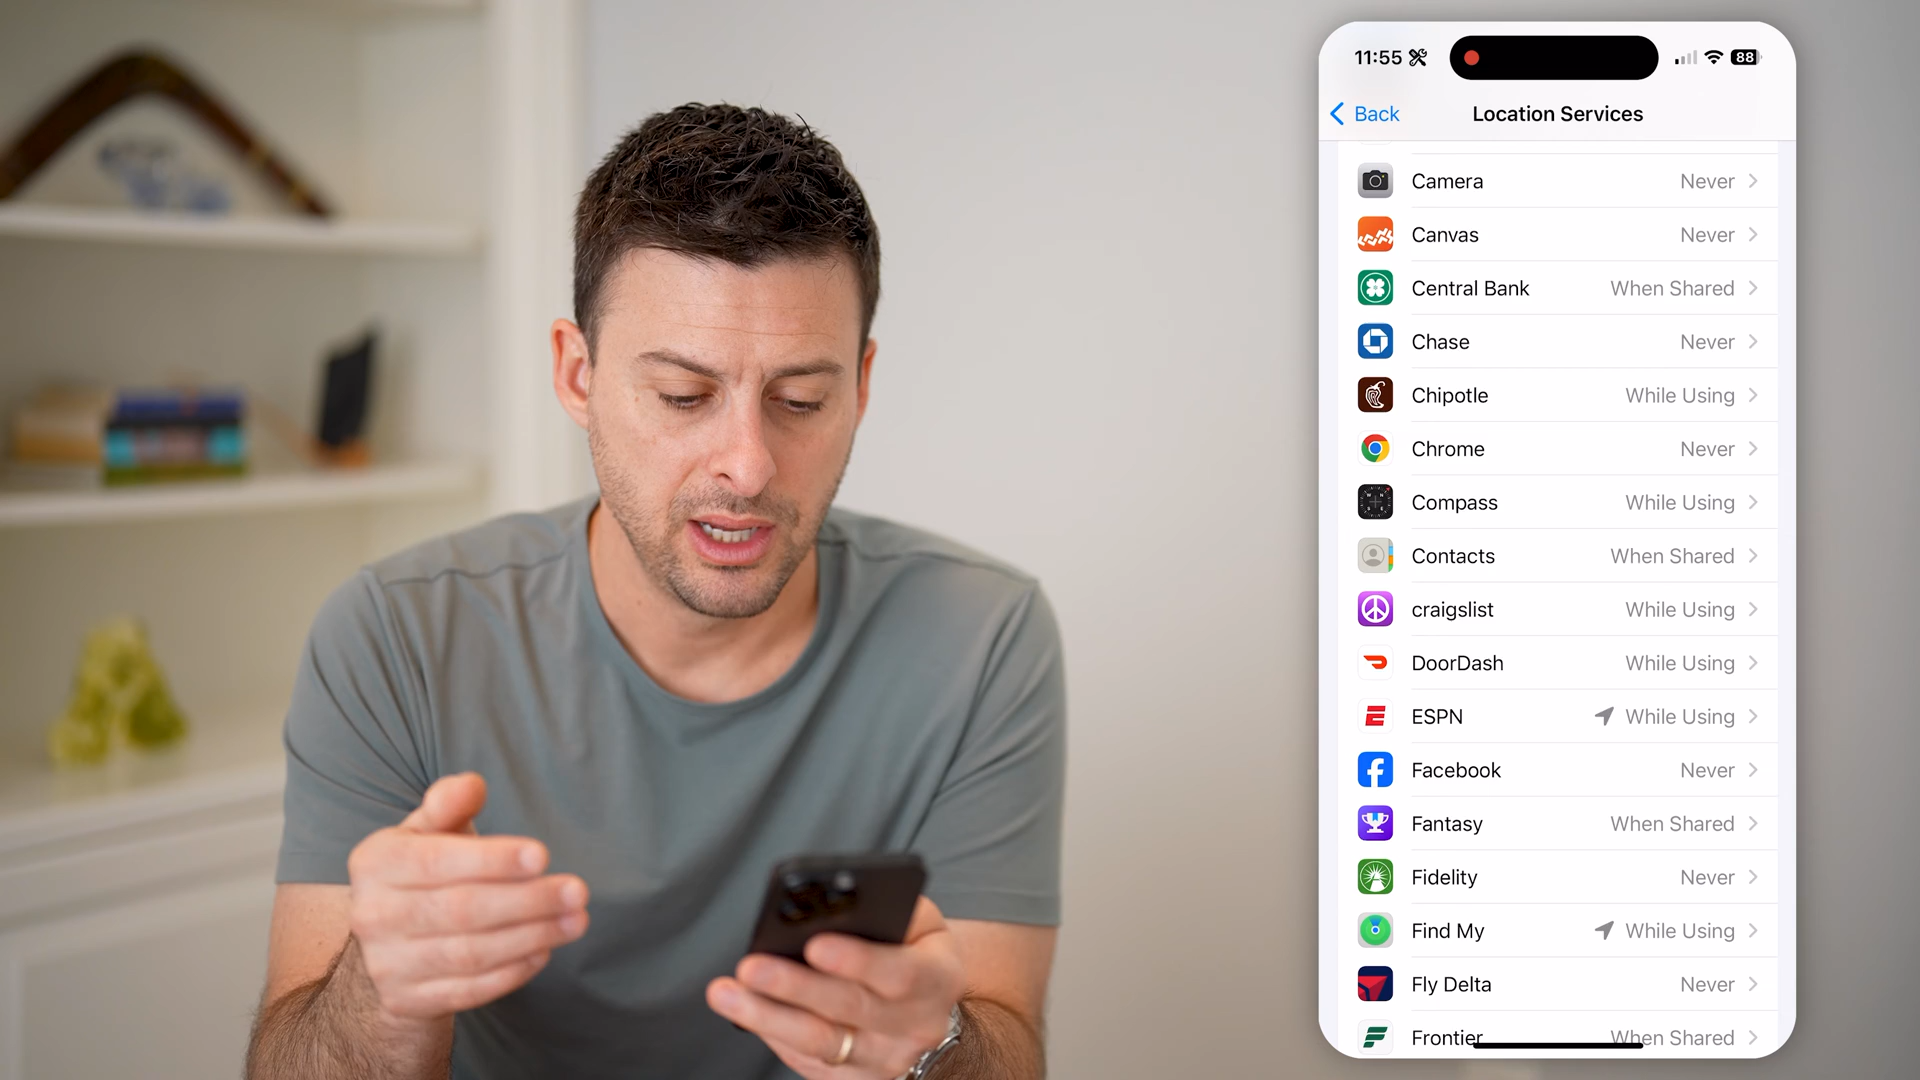 11:55 88
Back Location Services
Camera Never
Canvas Never
Central Bank When Shared
Chase Never
Chipotle While Using
Chrome Never
Compass While Using
Contacts When Shared
craigslist While Using
DoorDash While Using
ESPN While Using
Facebook Never
Fantasy When Shared
Fidelity Never
Find My While Using
Fly Delta Never
Frontier When Shared